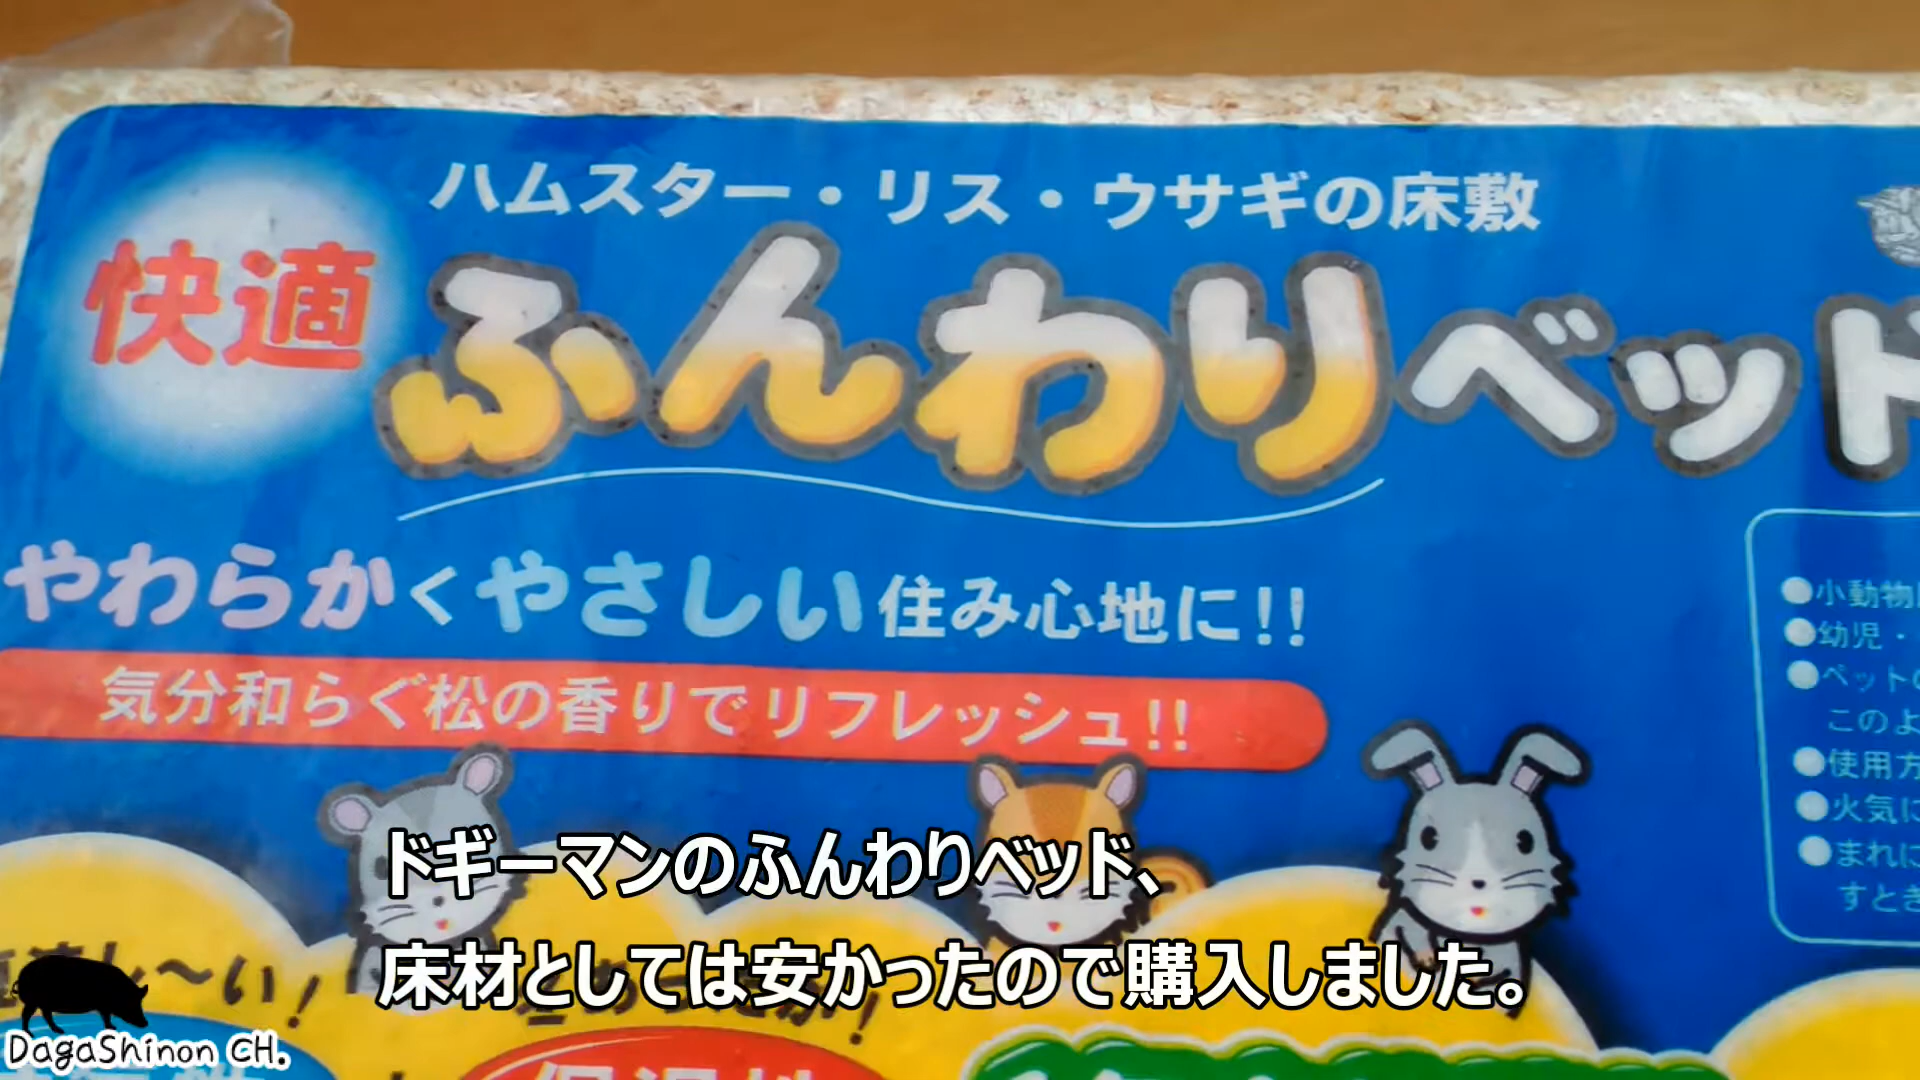 ハムスター・リス・ウサギの床敷
快適
ふんわりベッド
やわらかくやさしい住み心地に!!
気分和らぐ松の香りでリフレッシュ!!
●小動物
●幼児・
●ペットの
このよ
●使用方
●火気に
●まれに
すとき
ドギーマンのふんわりベッド、
床材としては安かったので購入しました。
DagaShinon CH.